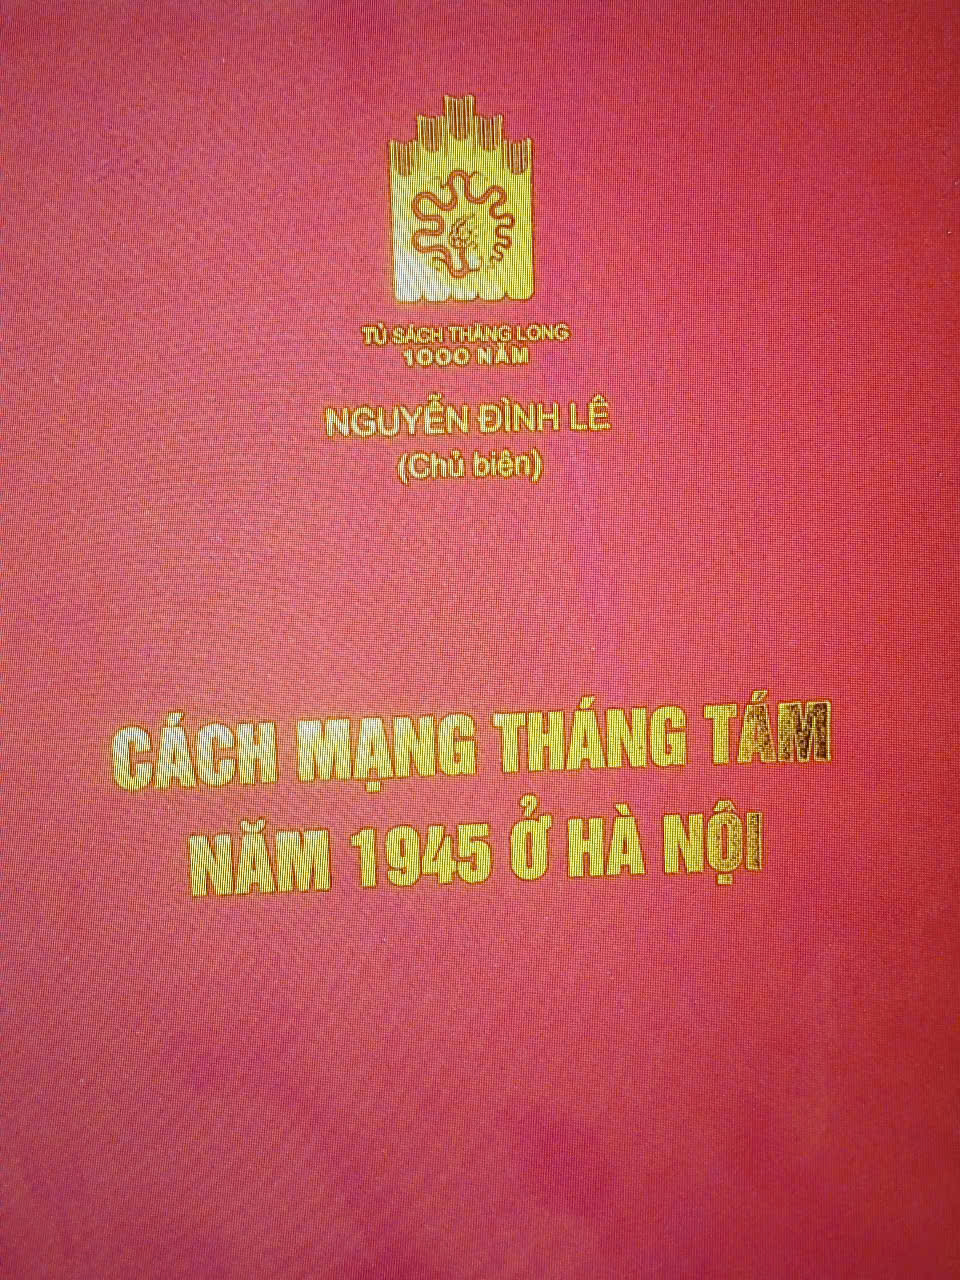 TỦ SÁCH THĂNG LONG
1000 NĂM
NGUYỄN ĐÌNH LÊ
(Chủ biên)
CÁCH MẠNG THÁNG TÁM
NĂM 1945 Ở HÀ NỘI